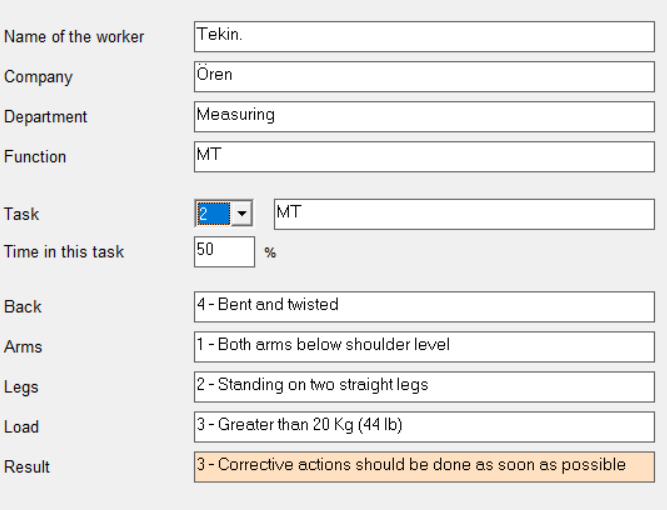 Name of the worker Tekin.
Company Ören
Department Measuring
Function MT
Task 2 MT
Time in this task 50 %
Back 4 - Bent and twisted
Arms 1 - Both arms below shoulder level
Legs 2 - Standing on two straight legs
Load 3 - Greater than 20 Kg (44 lb)
Result 3 - Corrective actions should be done as soon as possible